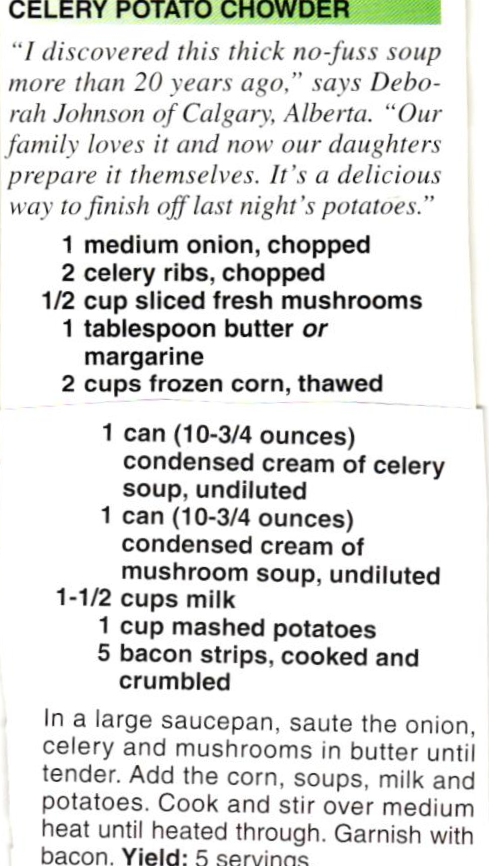 CELERY POTATO CHOWDER
“I discovered this thick no-fuss soup
more than 20 years ago,” says Debo-
rah Johnson of Calgary, Alberta. “Our
family loves it and now our daughters
prepare it themselves. It’s a delicious
way to finish off last night’s potatoes.”
1 medium onion, chopped
2 celery ribs, chopped
1/2 cup sliced fresh mushrooms
1 tablespoon butter or
margarine
2 cups frozen corn, thawed
1 can (10-3/4 ounces)
condensed cream of celery
soup, undiluted
1 can (10-3/4 ounces)
condensed cream of
mushroom soup, undiluted
1-1/2 cups milk
1 cup mashed potatoes
5 bacon strips, cooked and
crumbled
In a large saucepan, saute the onion,
celery and mushrooms in butter until
tender. Add the corn, soups, milk and
potatoes. Cook and stir over medium
heat until heated through. Garnish with
bacon. Yield: 5 servings